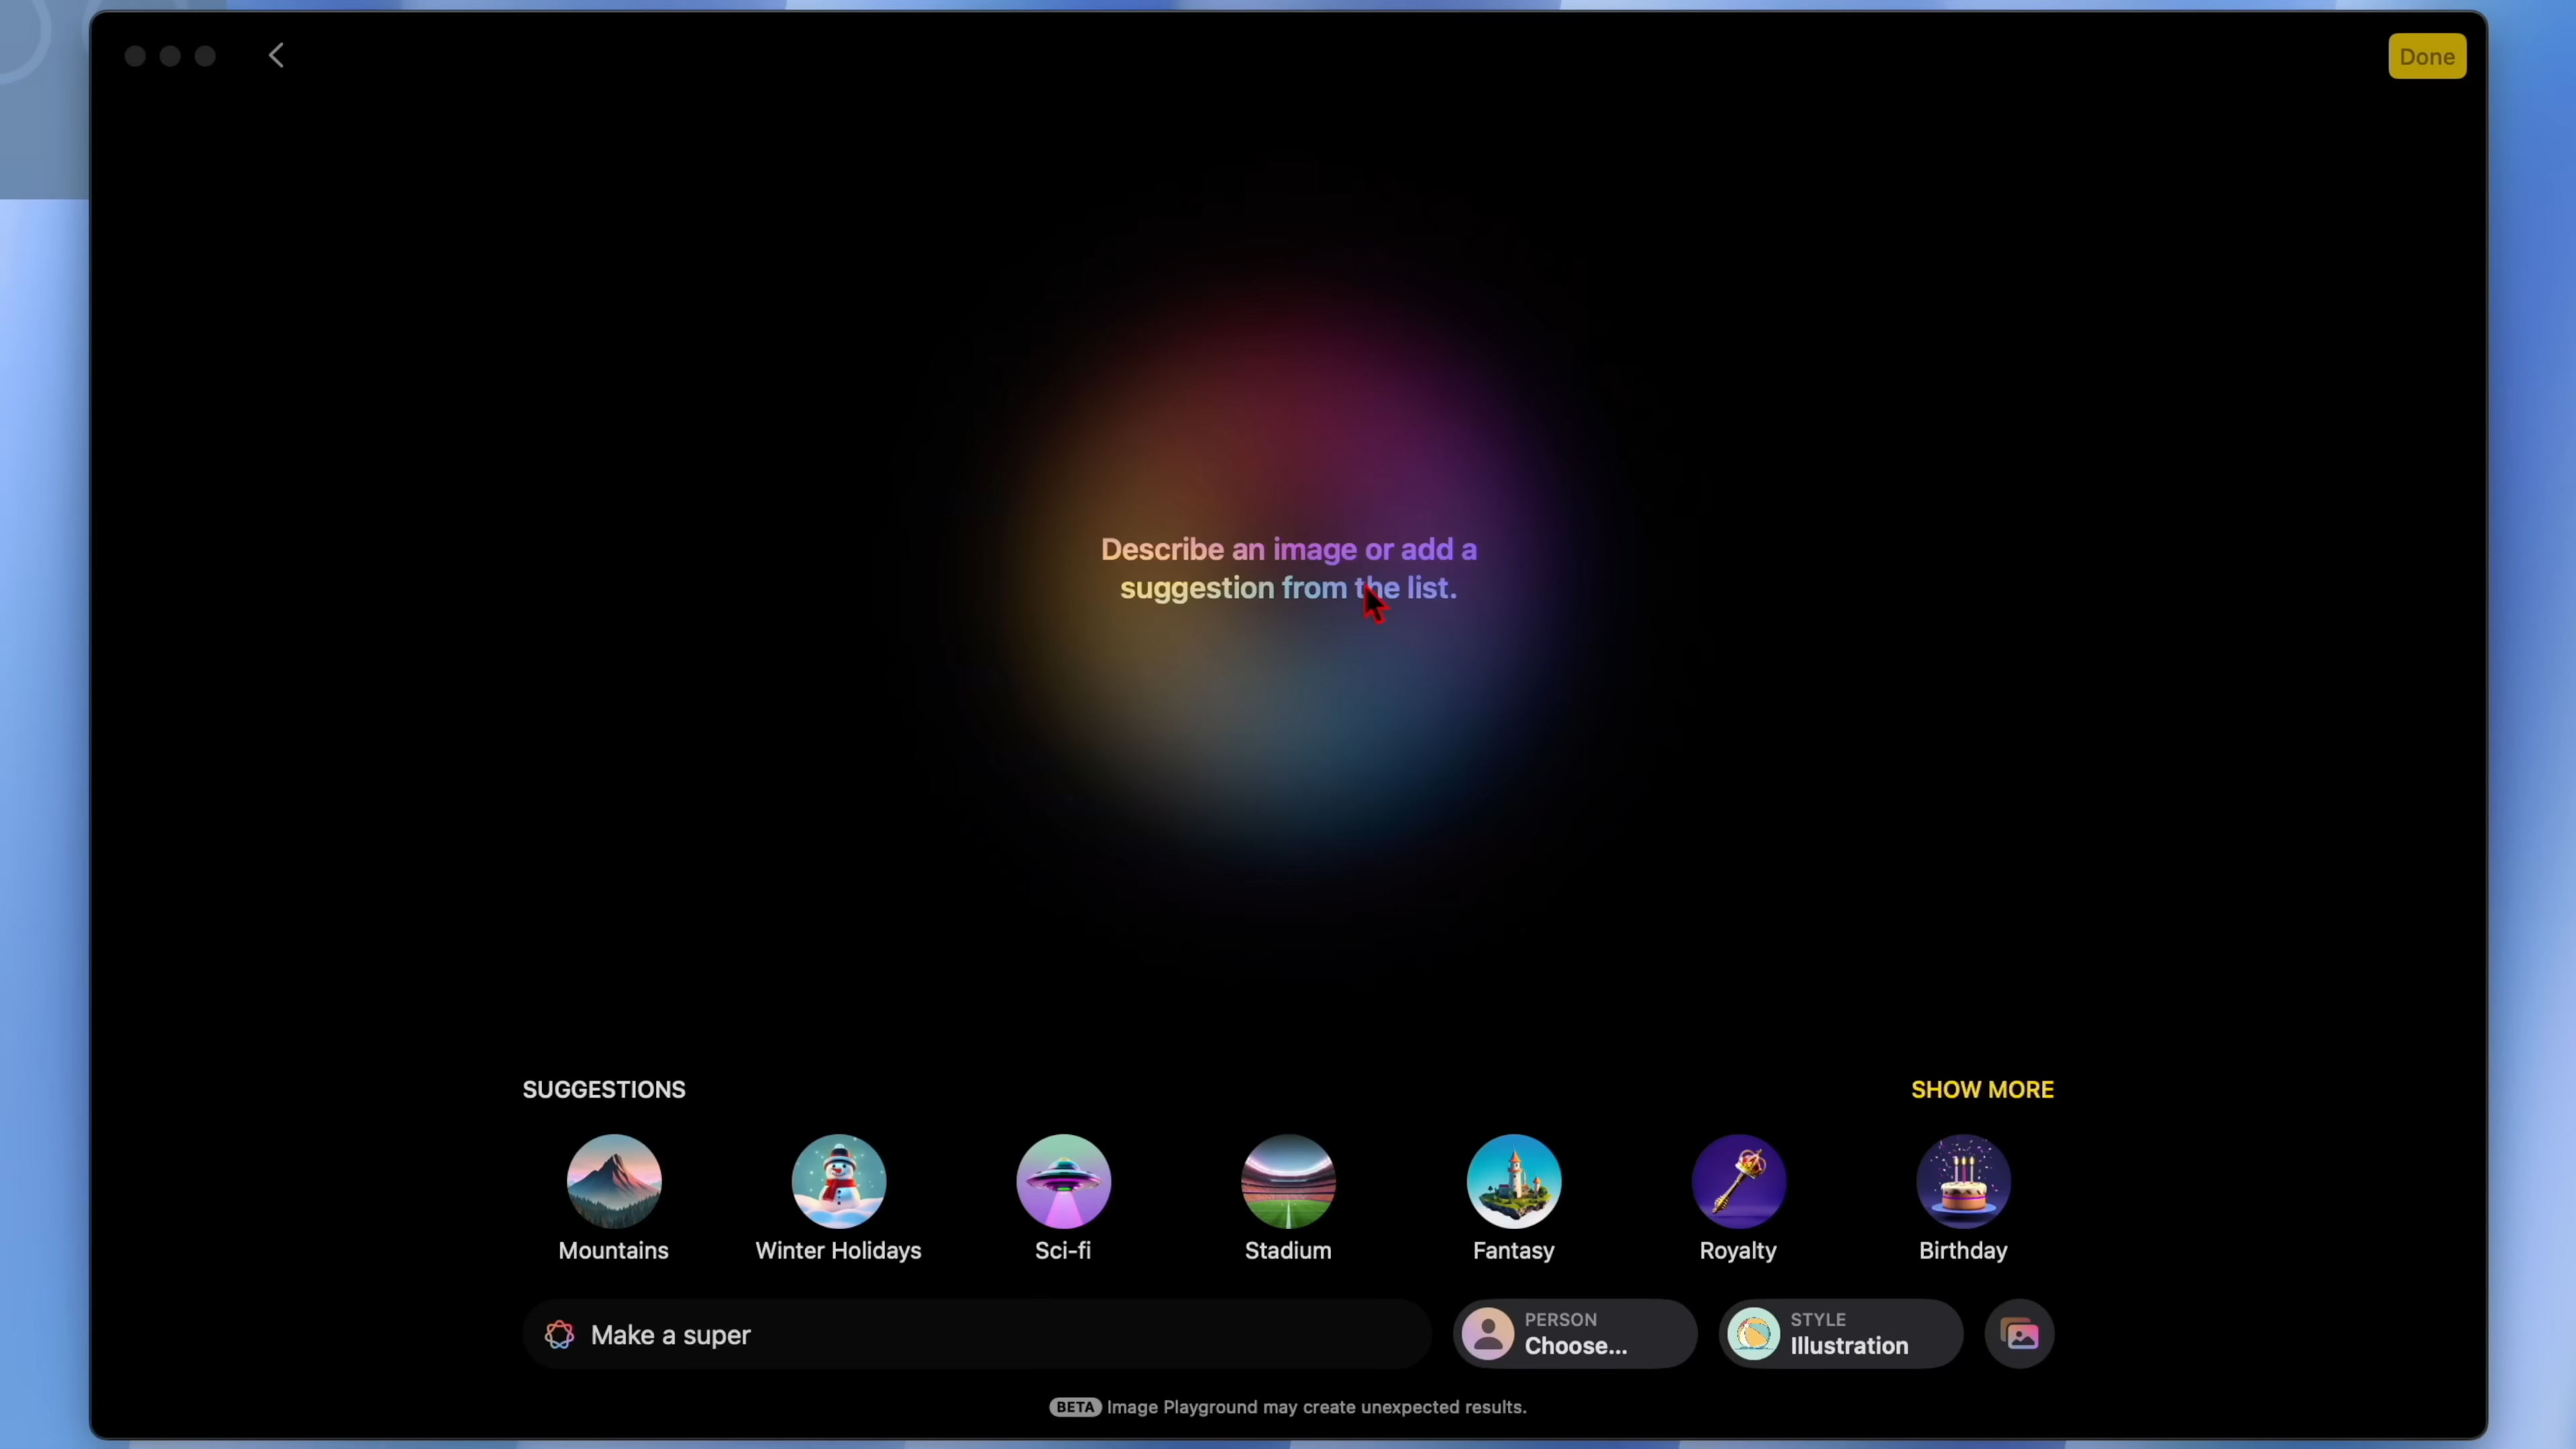 Done
Describe an image or add a
suggestion from the list.
SUGGESTIONS
SHOW MORE
Mountains
Winter Holidays
Sci-fi
Stadium
Fantasy
Royalty
Birthday
Make a super
PERSON
Choose...
STYLE
Illustration
BETA Image Playground may create unexpected results.